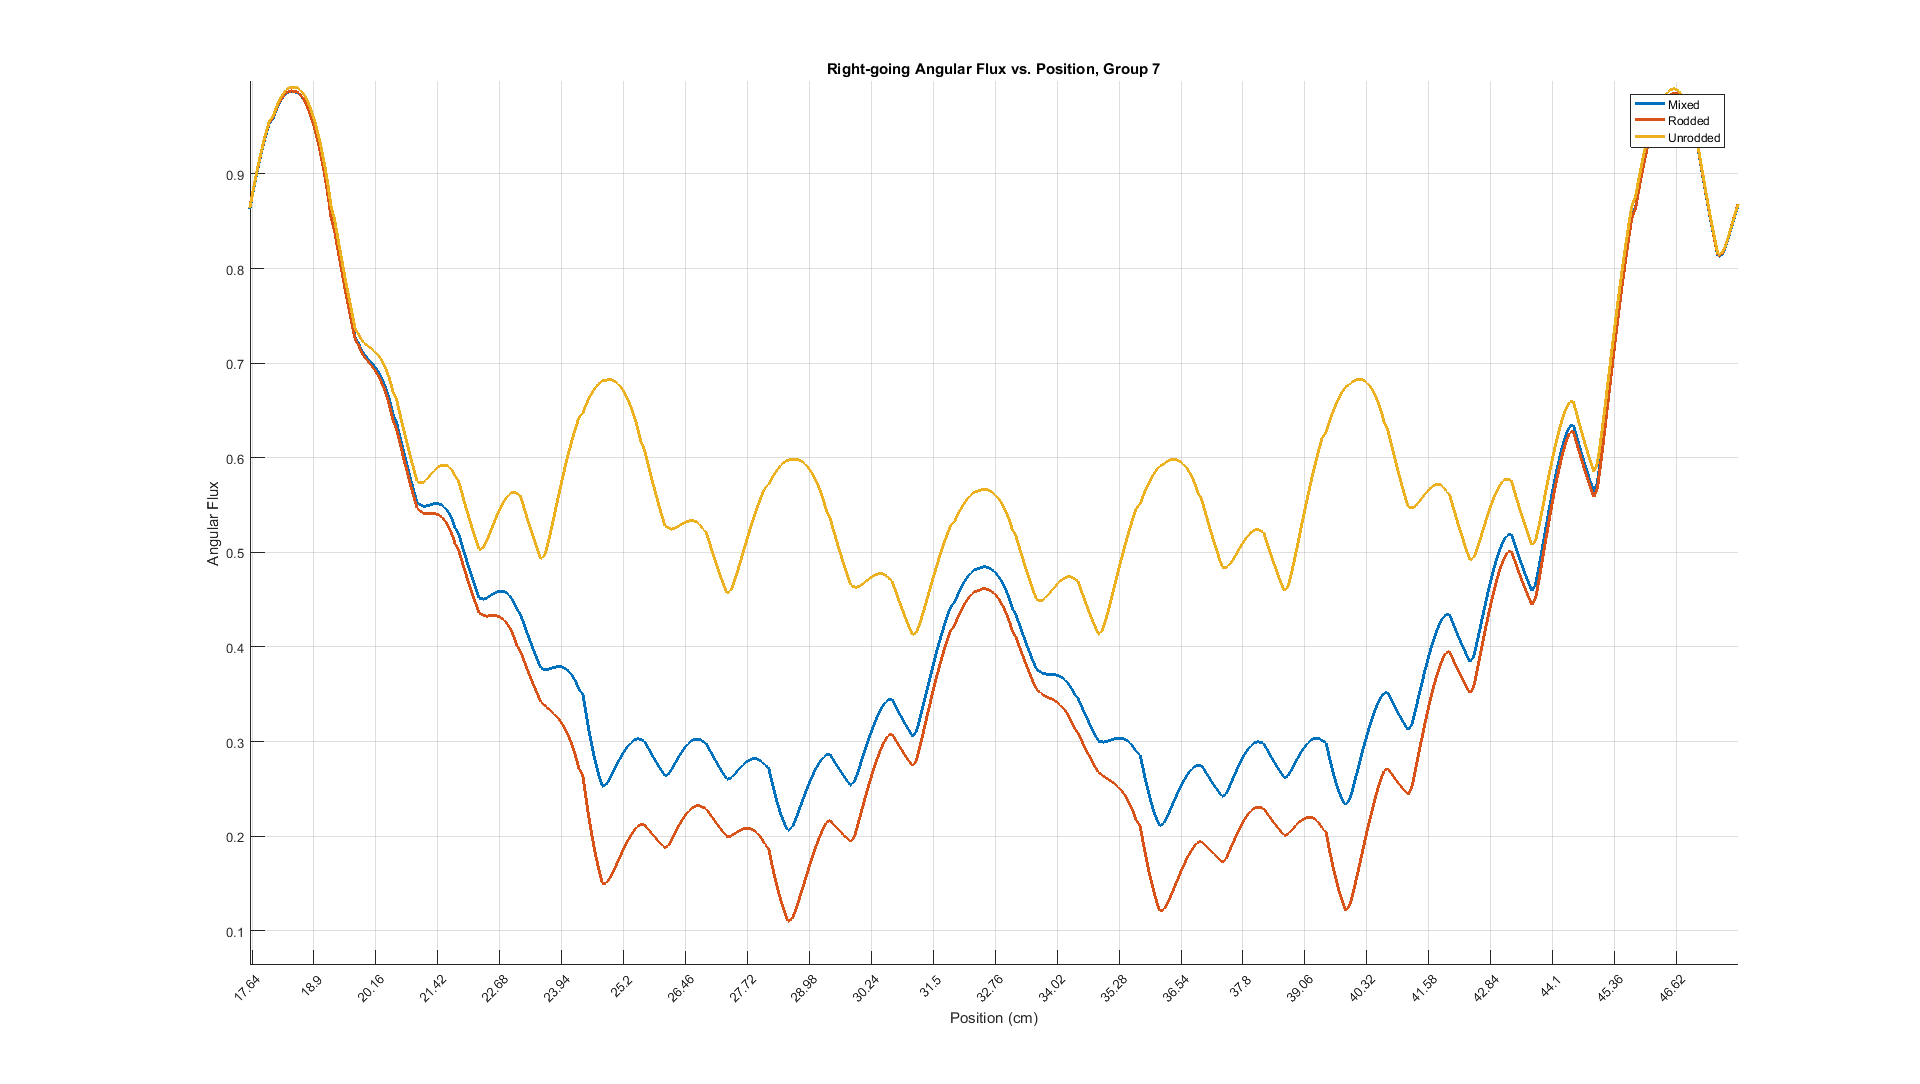 Right-going Angular Flux vs. Position, Group 7
Mixed
Rodded
Unrodded
0.9
0.8
0.7
0.6
0.5
0.4
0.3
0.2
0.1
Angular Flux
17.64 18.9 20.16 21.42 22.68 23.94 25.2 26.46 27.72 28.98 30.24 31.5 32.76 34.02 35.28 36.54 37.8 39.06 40.32 41.58 42.84 44.1 45.36 46.62
Position (cm)